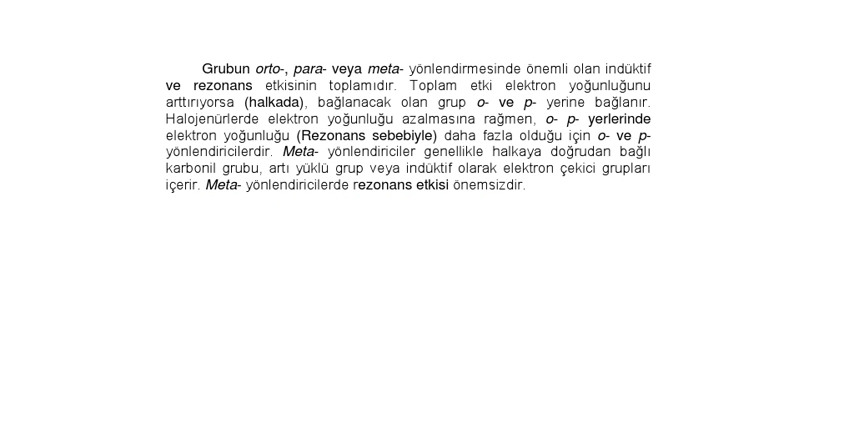 Grubun orto-, para- veya meta- yönlendirmesinde önemli olan indüktif
ve rezonans etkisinin toplamıdır. Toplam etki elektron yoğunluğunu
arttırıyorsa (halkada), bağlanacak olan grup o- ve p- yerine bağlanır.
Halojenürlerde elektron yoğunluğu azalmasına rağmen, o- p- yerlerinde
elektron yoğunluğu (Rezonans sebebiyle) daha fazla olduğu için o- ve p-
yönlendiricilerdir. Meta- yönlendiriciler genellikle halkaya doğrudan bağlı
karbonil grubu, artı yüklü grup veya indüktif olarak elektron çekici grupları
içerir. Meta- yönlendiricilerde rezonans etkisi önemsizdir.